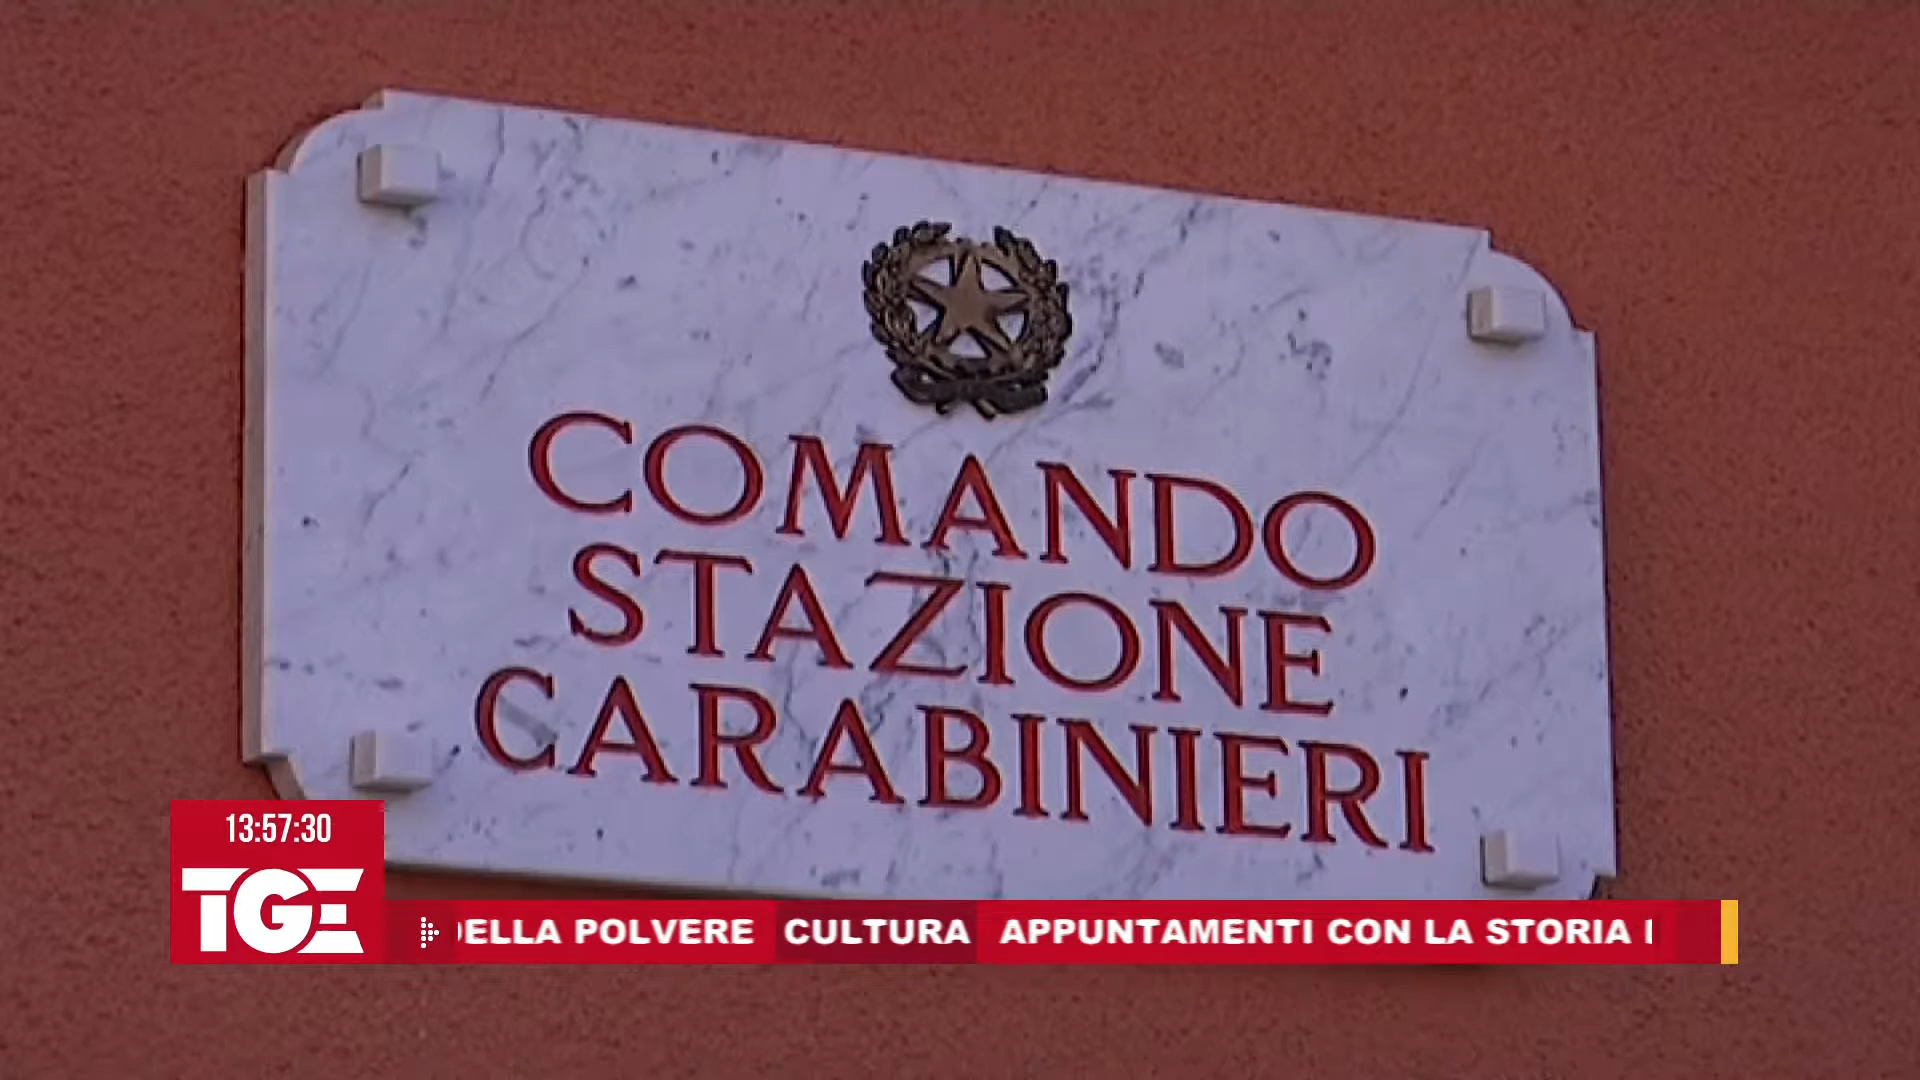 COMANDO
STAZIONE
CARABINIERI
13:57:30
TGE
DELLA POLVERE CULTURA APPUNTAMENTI CON LA STORIA